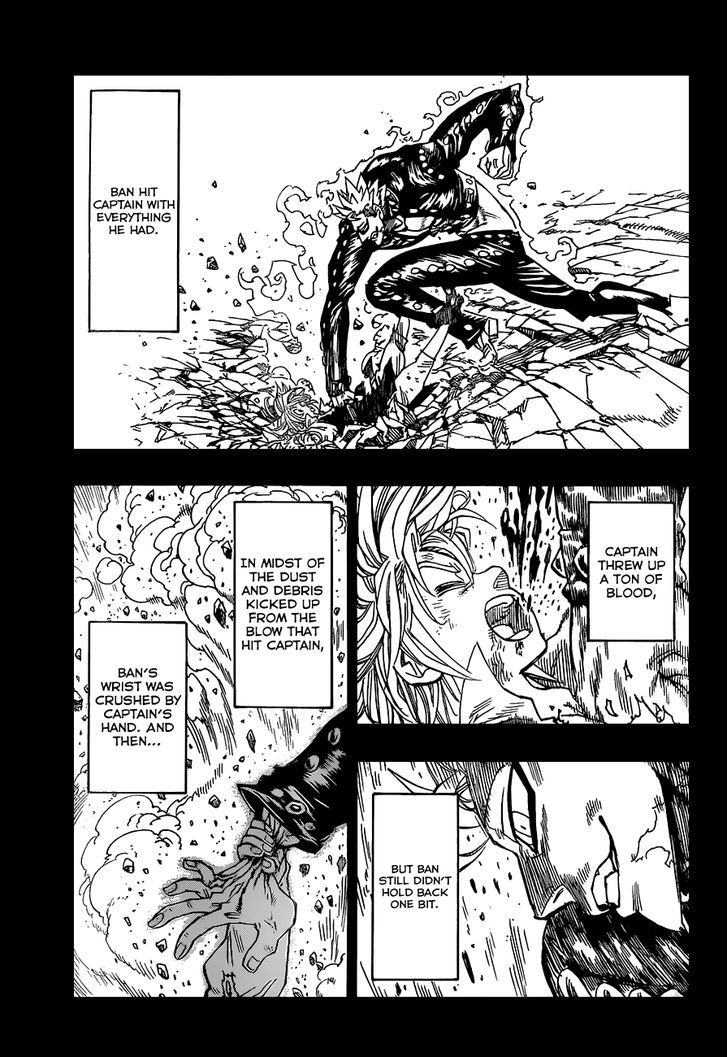 BAN HIT
CAPTAIN WITH
EVERYTHING
HE HAD.
CAPTAIN
THREW UP
A TON OF
BLOOD,
BUT BAN
STILL DIDN'T
HOLD BACK
ONE BIT.
IN MIDST OF
THE DUST
AND DEBRIS
KICKED UP
FROM THE
BLOW THAT
HIT CAPTAIN,
BAN'S
WRIST WAS
CRUSHED BY
CAPTAIN'S
HAND. AND
THEN...